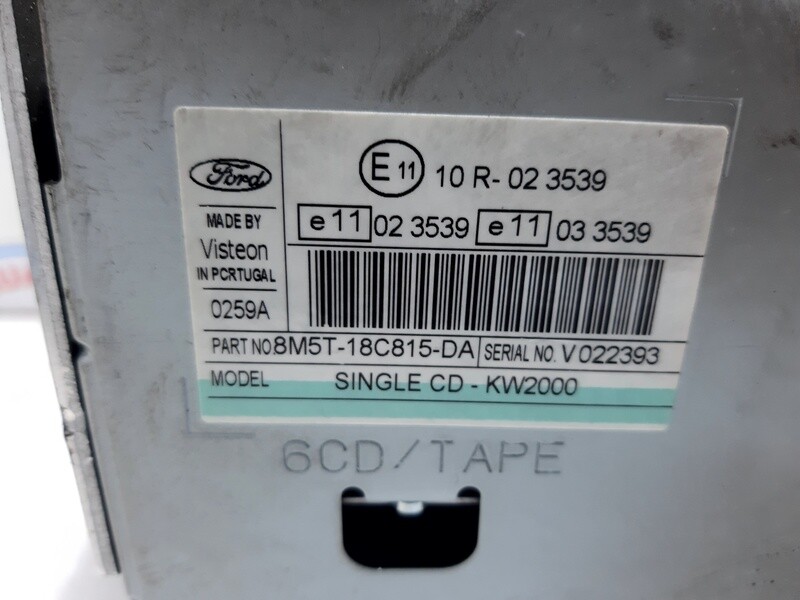 Ford
MADE BY
Visteon
IN PORTUGAL
0259A
E 11 10 R- 02 3539
e 11 02 3539 e 11 03 3539
PART NO. 8M5T-18C815-DA SERIAL NO. V 022393
MODEL SINGLE CD - KW2000
6CD/TAPE